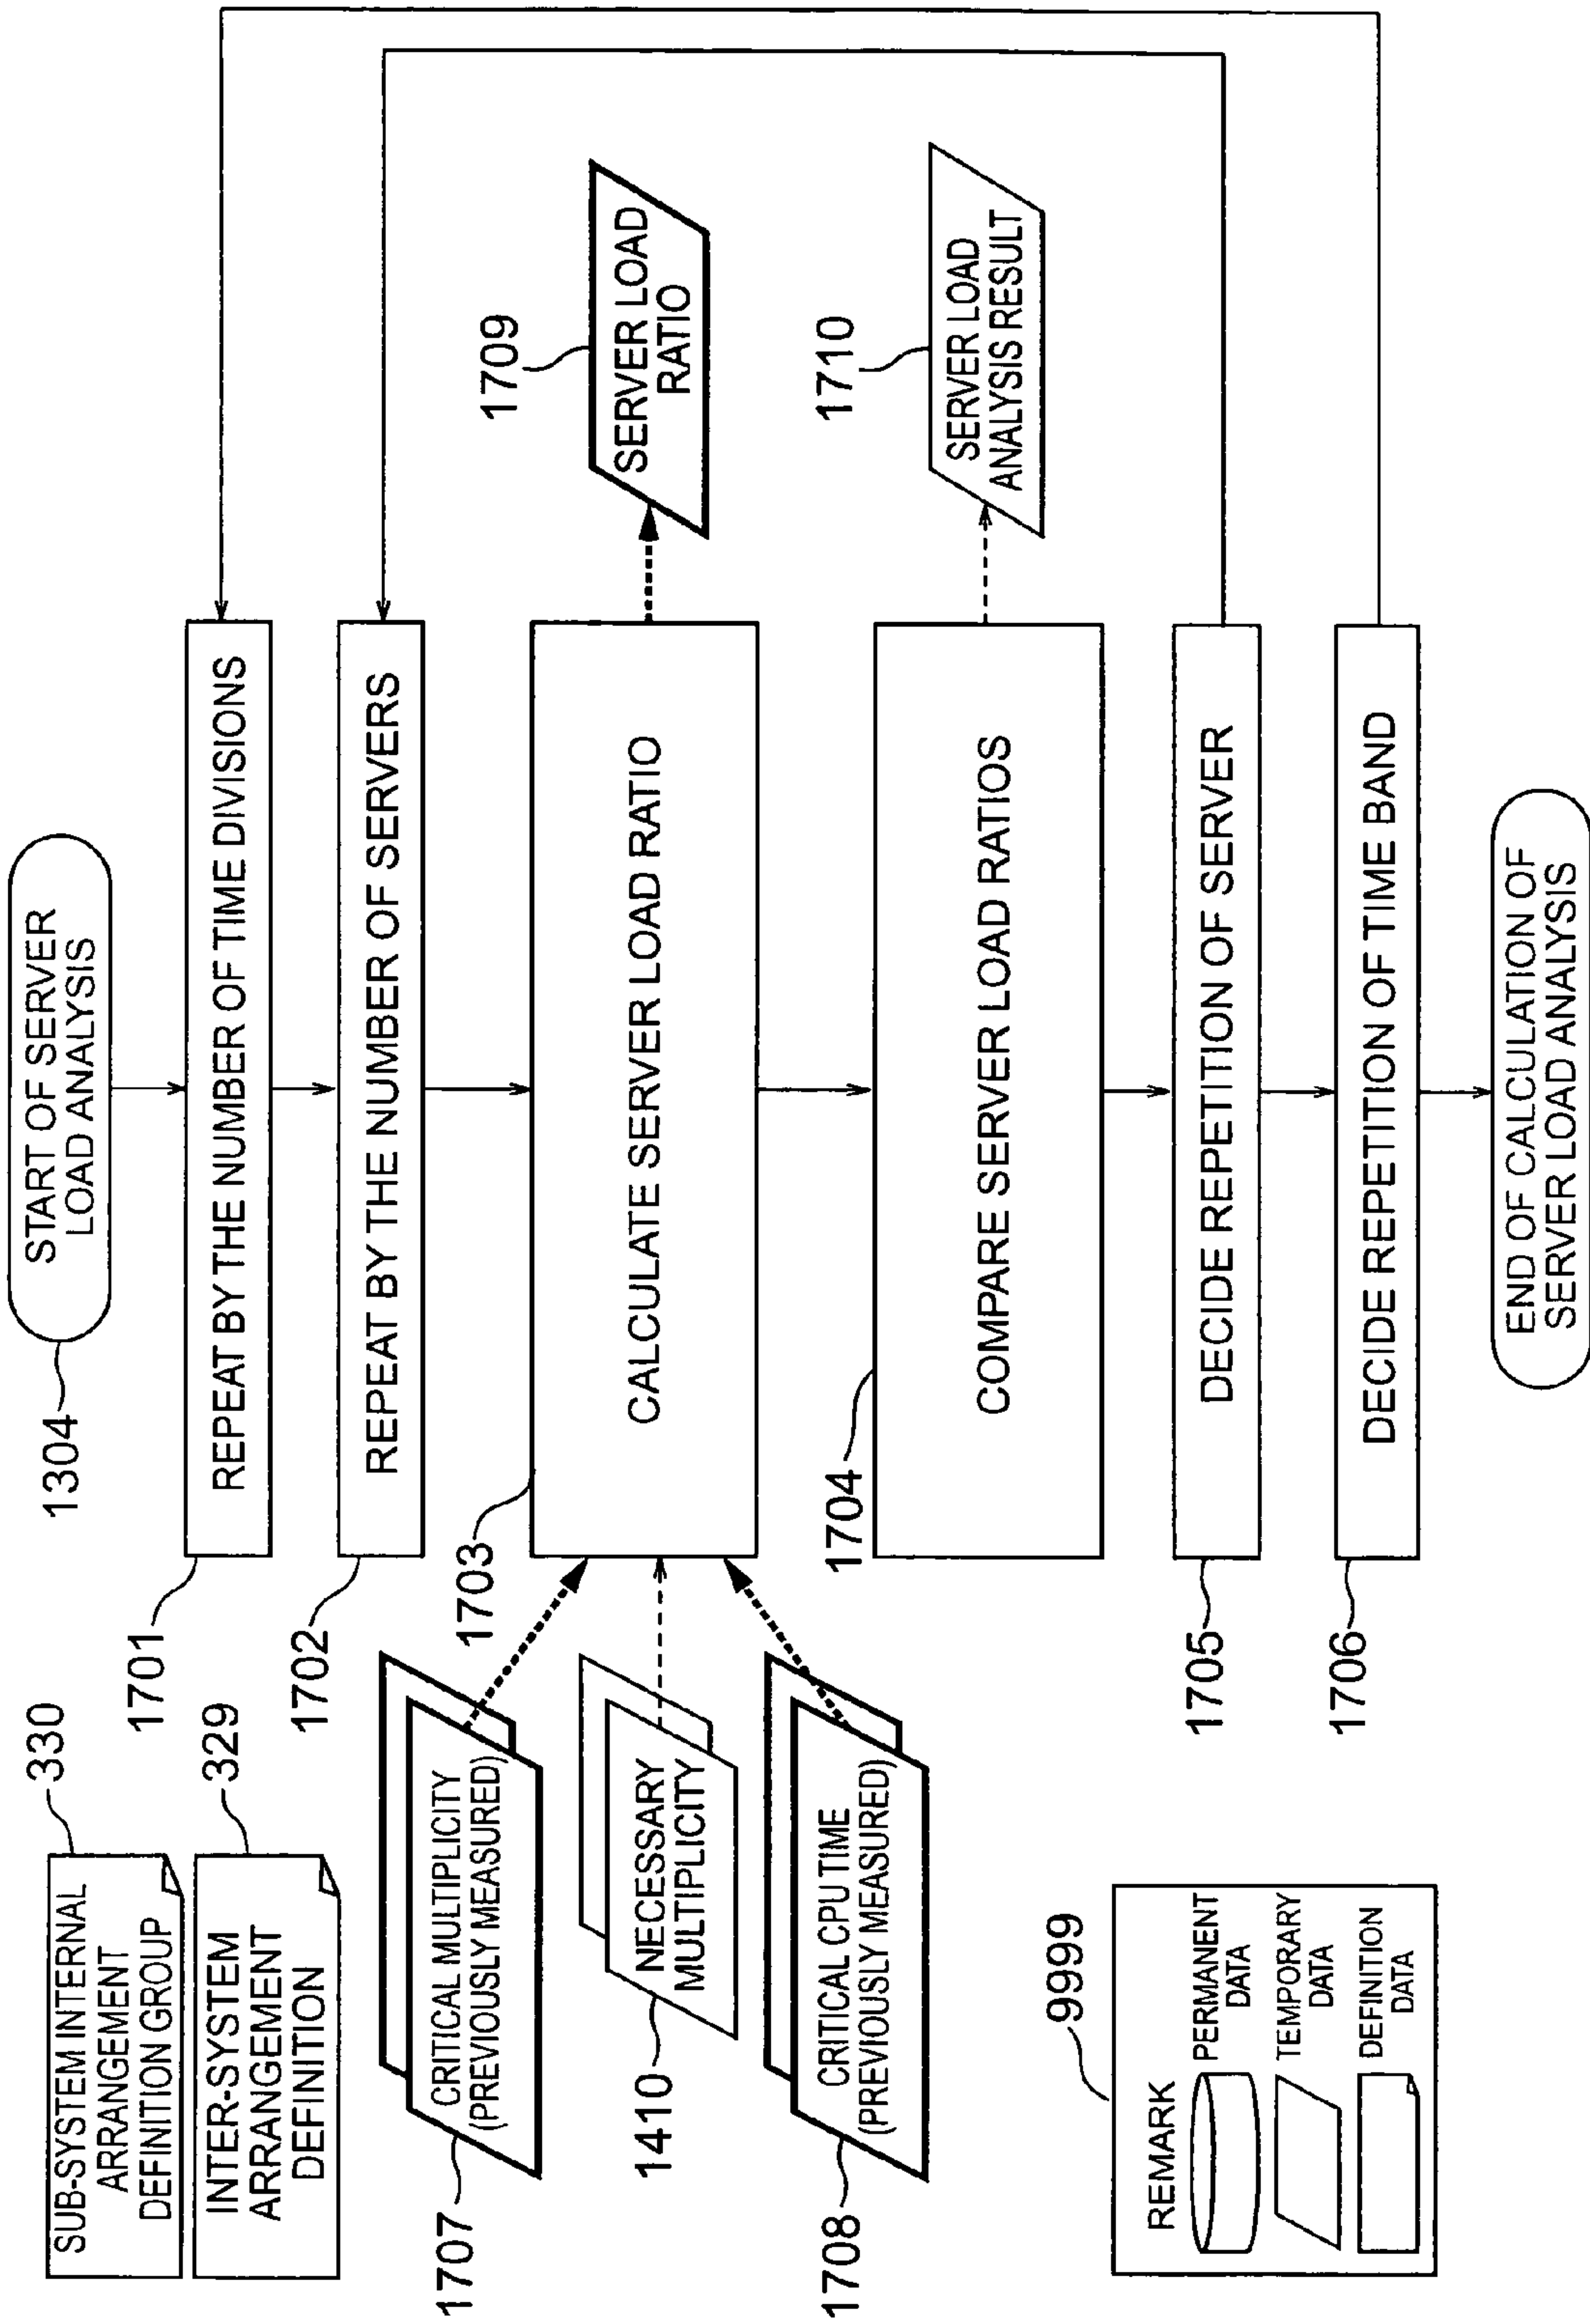 START OF SERVER
LOAD ANALYSIS
1304
330
SUB-SYSTEM INTERNAL
ARRANGEMENT
DEFINITION GROUP
329
INTER-SYSTEM
ARRANGEMENT
DEFINITION
1701
REPEAT BY THE NUMBER OF TIME DIVISIONS
1702
REPEAT BY THE NUMBER OF SERVERS
1707
CRITICAL MULTIPLICITY
(PREVIOUSLY MEASURED)
1410
NECESSARY
MULTIPLICITY
1708
CRITICAL CPU TIME
(PREVIOUSLY MEASURED)
1703
CALCULATE SERVER LOAD RATIO
1709
SERVER LOAD
RATIO
1704
COMPARE SERVER LOAD RATIOS
1710
SERVER LOAD
ANALYSIS RESULT
1705
DECIDE REPETITION OF SERVER
1706
DECIDE REPETITION OF TIME BAND
END OF CALCULATION OF
SERVER LOAD ANALYSIS
9999
REMARK
PERMANENT
DATA
TEMPORARY
DATA
DEFINITION
DATA